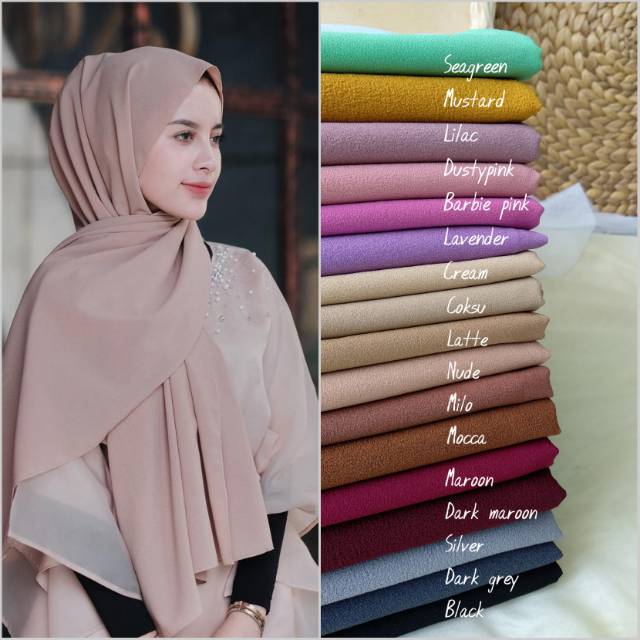 Seagreen
Mustard
Lilac
Dustypink
Barbie pink
Lavender
Cream
Coksu
Latte
Nude
Milo
Mocca
Maroon
Dark maroon
Silver
Dark grey
Black